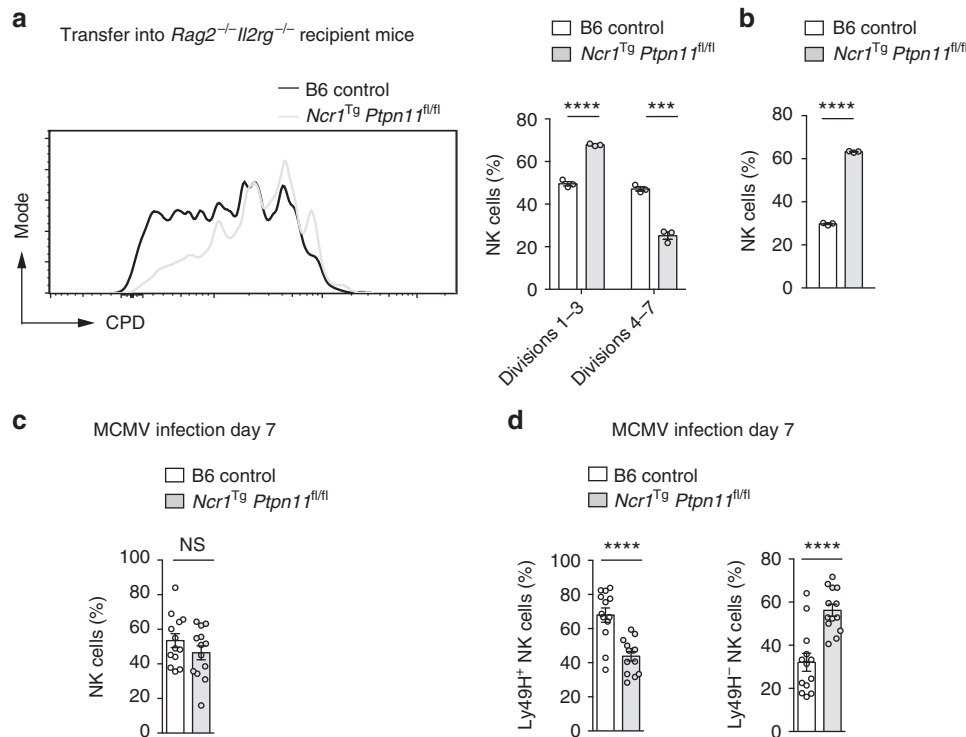 a
Transfer into Rag2⁻/⁻Il2rg⁻/⁻ recipient mice
B6 control
Ncr1ᵀᵍ Ptpn11ᶠˡ/ᶠˡ
Mode
CPD
B6 control
Ncr1ᵀᵍ Ptpn11ᶠˡ/ᶠˡ
**** ***
NK cells (%)
80
60
40
20
0
Divisions 1–3
Divisions 4–7
b
B6 control
Ncr1ᵀᵍ Ptpn11ᶠˡ/ᶠˡ
****
NK cells (%)
80
60
40
20
0
c
MCMV infection day 7
B6 control
Ncr1ᵀᵍ Ptpn11ᶠˡ/ᶠˡ
NS
NK cells (%)
100
80
60
40
20
0
d
MCMV infection day 7
B6 control
Ncr1ᵀᵍ Ptpn11ᶠˡ/ᶠˡ
****
Ly49H⁺ NK cells (%)
100
80
60
40
20
0
****
Ly49H⁻ NK cells (%)
80
60
40
20
0